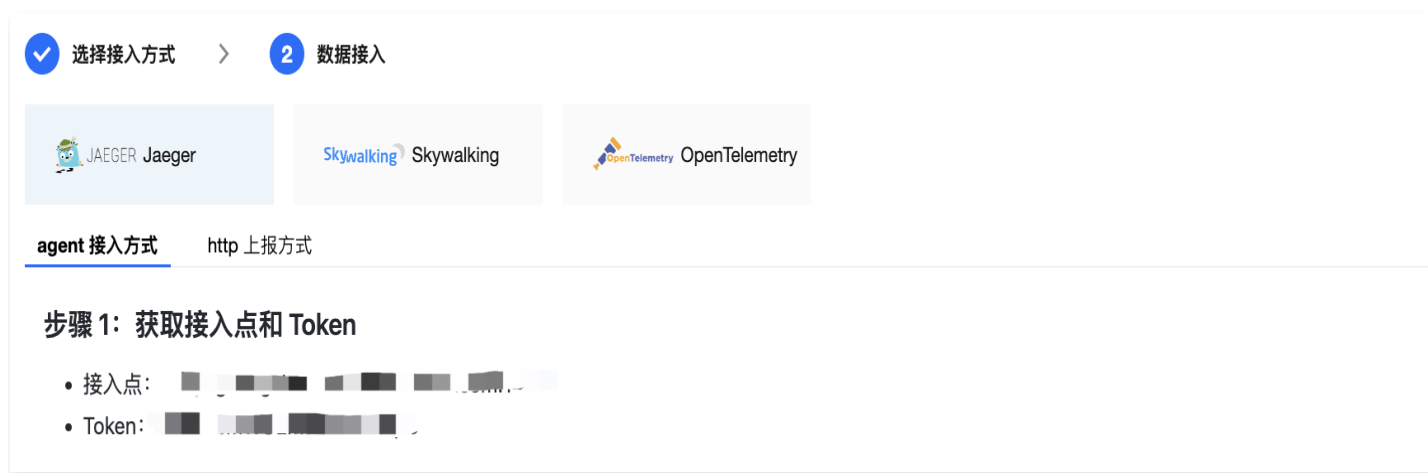 选择接入方式 2 数据接入
JAEGER Jaeger Skywalking Skywalking OpenTelemetry OpenTelemetry
agent 接入方式 http 上报方式
步骤 1：获取接入点和 Token
• 接入点：
• Token：